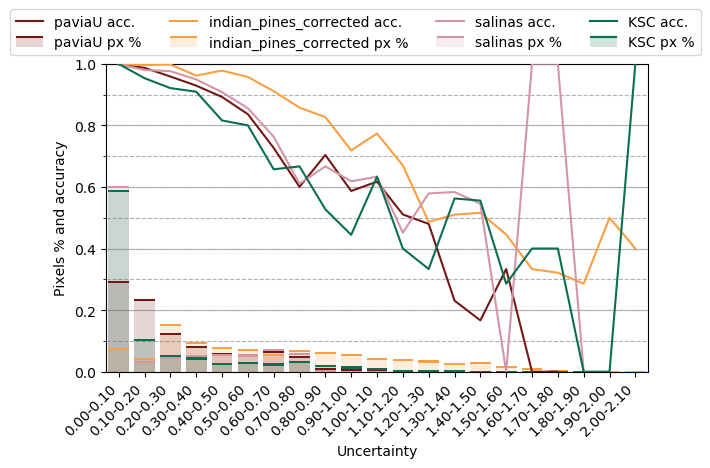 paviaU acc. indian_pines_corrected acc. salinas acc. KSC acc.
paviaU px % indian_pines_corrected px % salinas px % KSC px %
1.0
0.8
0.6
0.4
0.2
0.0
Pixels % and accuracy
0.00-0.10 0.10-0.20 0.20-0.30 0.30-0.40 0.40-0.50 0.50-0.60 0.60-0.70 0.70-0.80 0.80-0.90 0.90-1.00 1.00-1.10 1.10-1.20 1.20-1.30 1.30-1.40 1.40-1.50 1.50-1.60 1.60-1.70 1.70-1.80 1.80-1.90 1.90-2.00 2.00-2.10
Uncertainty